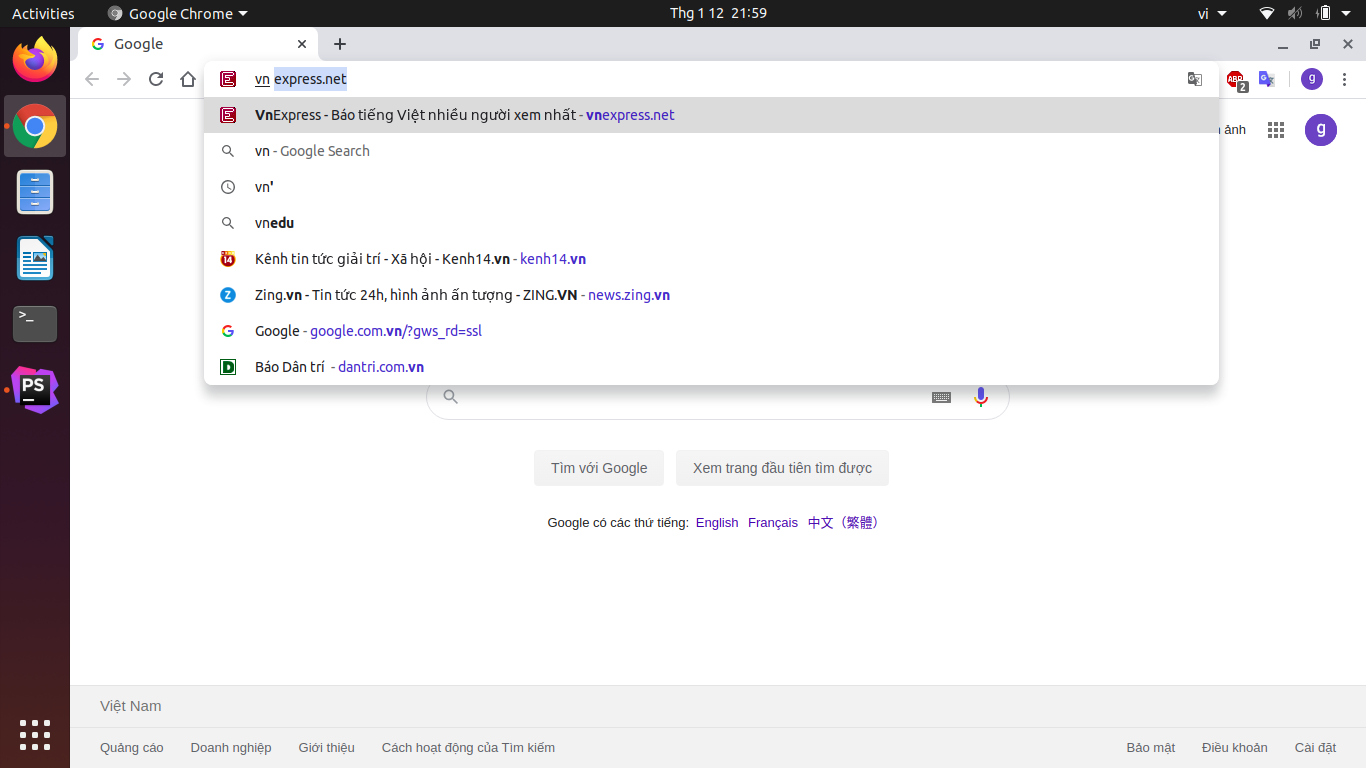 Activities Google Chrome Thg 1 12 21:59 vi
Google
vn express.net
ABP 2 g
VnExpress - Báo tiếng Việt nhiều người xem nhất - vnexpress.net
vn - Google Search
vn'
vnedu
14 Kênh tin tức giải trí - Xã hội - Kenh14.vn - kenh14.vn
Z Zing.vn - Tin tức 24h, hình ảnh ấn tượng - ZING.VN - news.zing.vn
Google - google.com.vn/?gws_rd=ssl
D Báo Dân trí - dantri.com.vn
ảnh g
>_
PS
Tìm với Google Xem trang đầu tiên tìm được
Google có các thứ tiếng: English Français 中文（繁體）
Việt Nam
Quảng cáo Doanh nghiệp Giới thiệu Cách hoạt động của Tìm kiếm Bảo mật Điều khoản Cài đặt